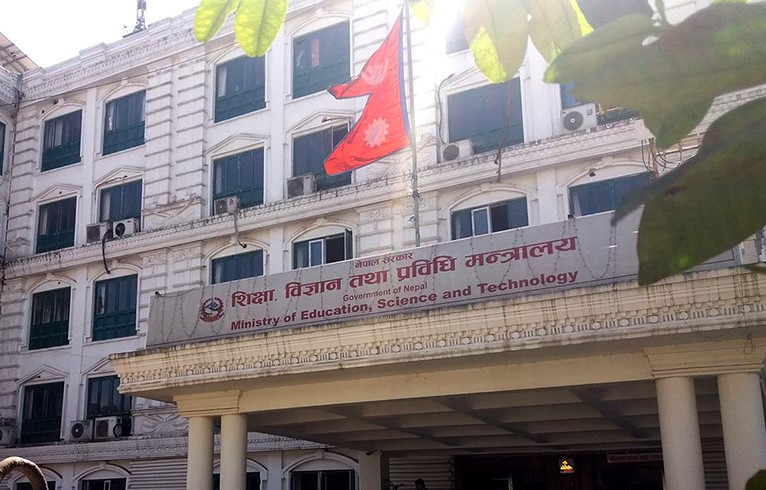 नेपाल सरकार
शिक्षा, विज्ञान तथा प्रविधि मन्त्रालय
Government of Nepal
Ministry of Education, Science and Technology